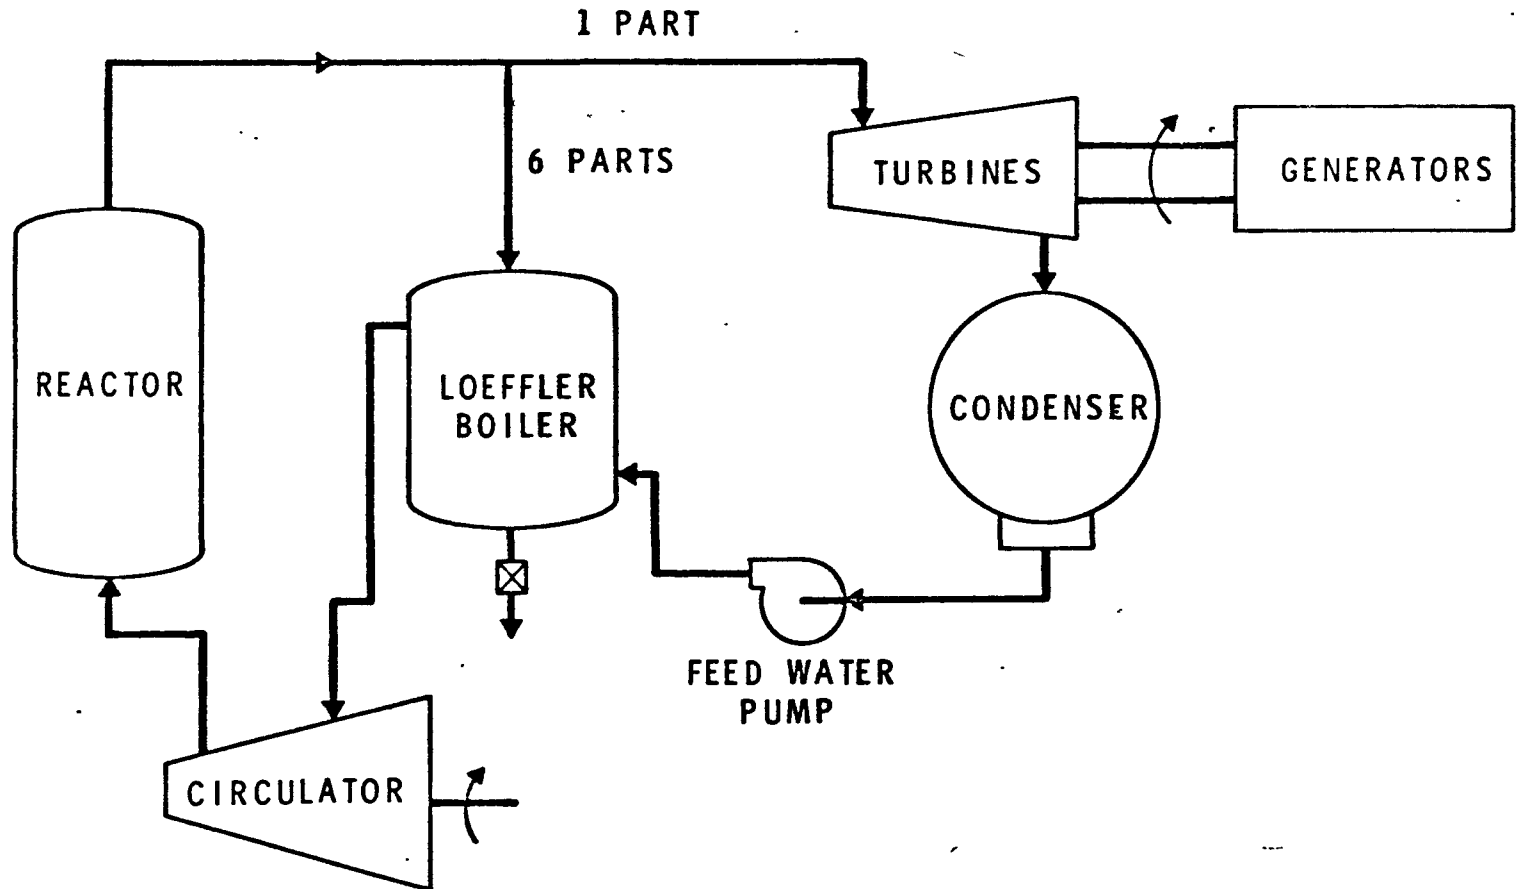 1 PART
6 PARTS
TURBINES
GENERATORS
REACTOR
LOEFFLER
BOILER
CONDENSER
FEED WATER
PUMP
CIRCULATOR